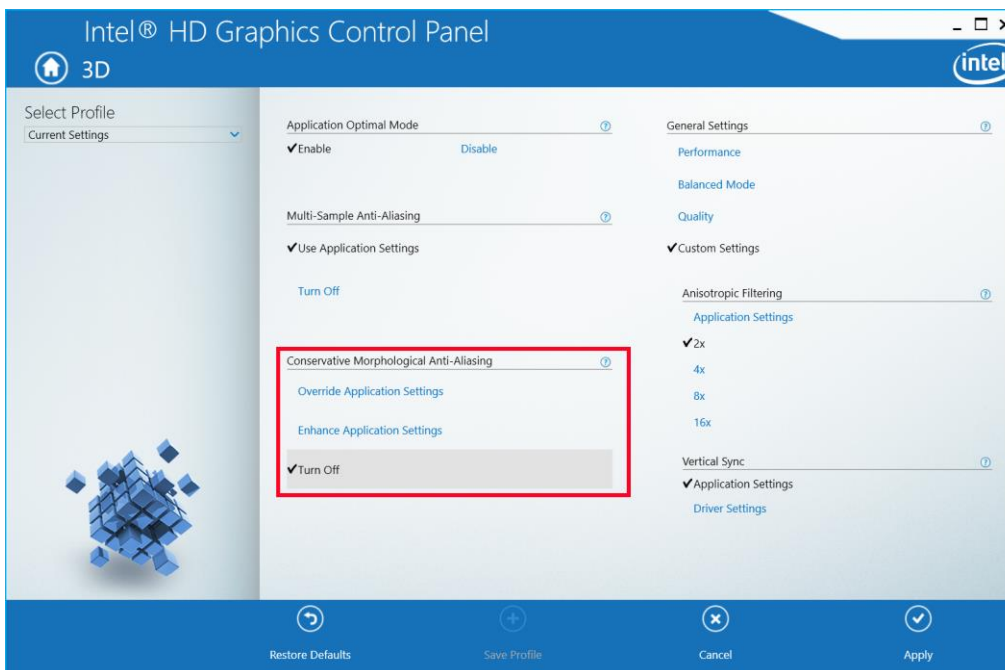 Intel® HD Graphics Control Panel
3D
intel
Select Profile
Current Settings
Application Optimal Mode
Enable Disable
Multi-Sample Anti-Aliasing
Use Application Settings
Turn Off
Conservative Morphological Anti-Aliasing
Override Application Settings
Enhance Application Settings
Turn Off
General Settings
Performance
Balanced Mode
Quality
Custom Settings
Anisotropic Filtering
Application Settings
2x
4x
8x
16x
Vertical Sync
Application Settings
Driver Settings
Restore Defaults Save Profile Cancel Apply